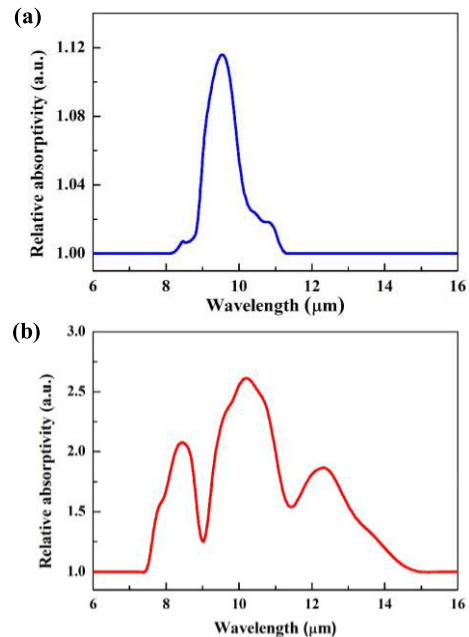 (a)
Relative absorptivity (a.u.)
1.12
1.08
1.04
1.00
6 8 10 12 14 16
Wavelength (μm)
(b)
Relative absorptivity (a.u.)
3.0
2.5
2.0
1.5
1.0
6 8 10 12 14 16
Wavelength (μm)